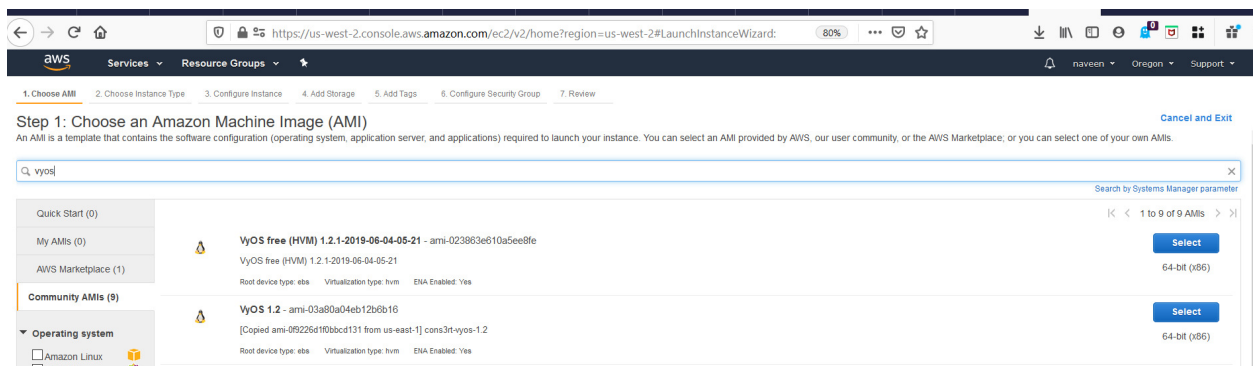 https://us-west-2.console.aws.amazon.com/ec2/v2/home?region=us-west-2#LaunchInstanceWizard: 80%
0
aws Services Resource Groups naveen Oregon Support
1. Choose AMI 2. Choose Instance Type 3. Configure Instance 4. Add Storage 5. Add Tags 6. Configure Security Group 7. Review
Step 1: Choose an Amazon Machine Image (AMI) Cancel and Exit
An AMI is a template that contains the software configuration (operating system, application server, and applications) required to launch your instance. You can select an AMI provided by AWS, our user community, or the AWS Marketplace; or you can select one of your own AMIs.
vyos
Search by Systems Manager parameter
Quick Start (0)
My AMIs (0)
AWS Marketplace (1)
Community AMIs (9)
Operating system
Amazon Linux
1 to 9 of 9 AMIs
VyOS free (HVM) 1.2.1-2019-06-04-05-21 - ami-023863e610a5ee8fe
VyOS free (HVM) 1.2.1-2019-06-04-05-21
Root device type: ebs Virtualization type: hvm ENA Enabled: Yes
Select
64-bit (x86)
VyOS 1.2 - ami-03a80a04eb12b6b16
[Copied ami-0f9226d1f0bbcd131 from us-east-1] cons3rt-vyos-1.2
Root device type: ebs Virtualization type: hvm ENA Enabled: Yes
Select
64-bit (x86)